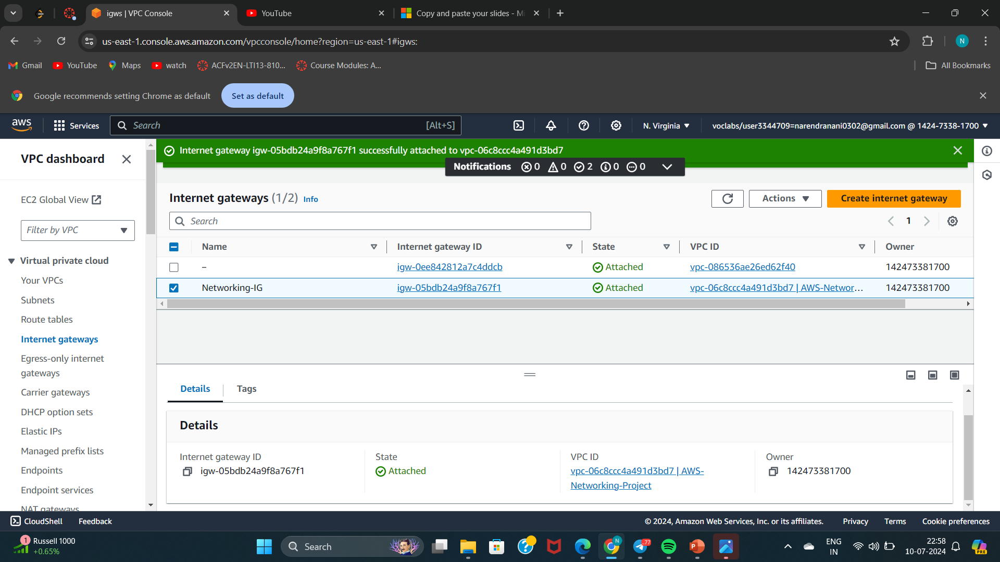 igws | VPC Console
YouTube
Copy and paste your slides - Mi
us-east-1.console.aws.amazon.com/vpcconsole/home?region=us-east-1#igws:
N
Gmail
YouTube
Maps
watch
ACFv2EN-LTI13-810...
Course Modules: A...
All Bookmarks
Google recommends setting Chrome as default
Set as default
aws
Services
Search
[Alt+S]
N. Virginia
voclabs/user3344709=narendranani0302@gmail.com @ 1424-7338-1700
VPC dashboard
EC2 Global View
Filter by VPC
Virtual private cloud
Your VPCs
Subnets
Route tables
Internet gateways
Egress-only internet
gateways
Carrier gateways
DHCP option sets
Elastic IPs
Managed prefix lists
Endpoints
Endpoint services
NAT gateways
Internet gateway igw-05bdb24a9f8a767f1 successfully attached to vpc-06c8ccc4a491d3bd7
Notifications 0 0 2 0 0
Internet gateways (1/2) Info
Actions
Create internet gateway
Search
1
Name Internet gateway ID State VPC ID Owner
– igw-0ee842812a7c4ddcb Attached vpc-086536ae26ed62f40 142473381700
Networking-IG igw-05bdb24a9f8a767f1 Attached vpc-06c8ccc4a491d3bd7 | AWS-Networ... 142473381700
Details
Tags
Details
Internet gateway ID
igw-05bdb24a9f8a767f1
State
Attached
VPC ID
vpc-06c8ccc4a491d3bd7 | AWS-
Networking-Project
Owner
142473381700
CloudShell
Feedback
© 2024, Amazon Web Services, Inc. or its affiliates.
Privacy
Terms
Cookie preferences
1
Russell 1000
+0.65%
Search
N
77
P
ENG
IN
22:58
10-07-2024
PRE